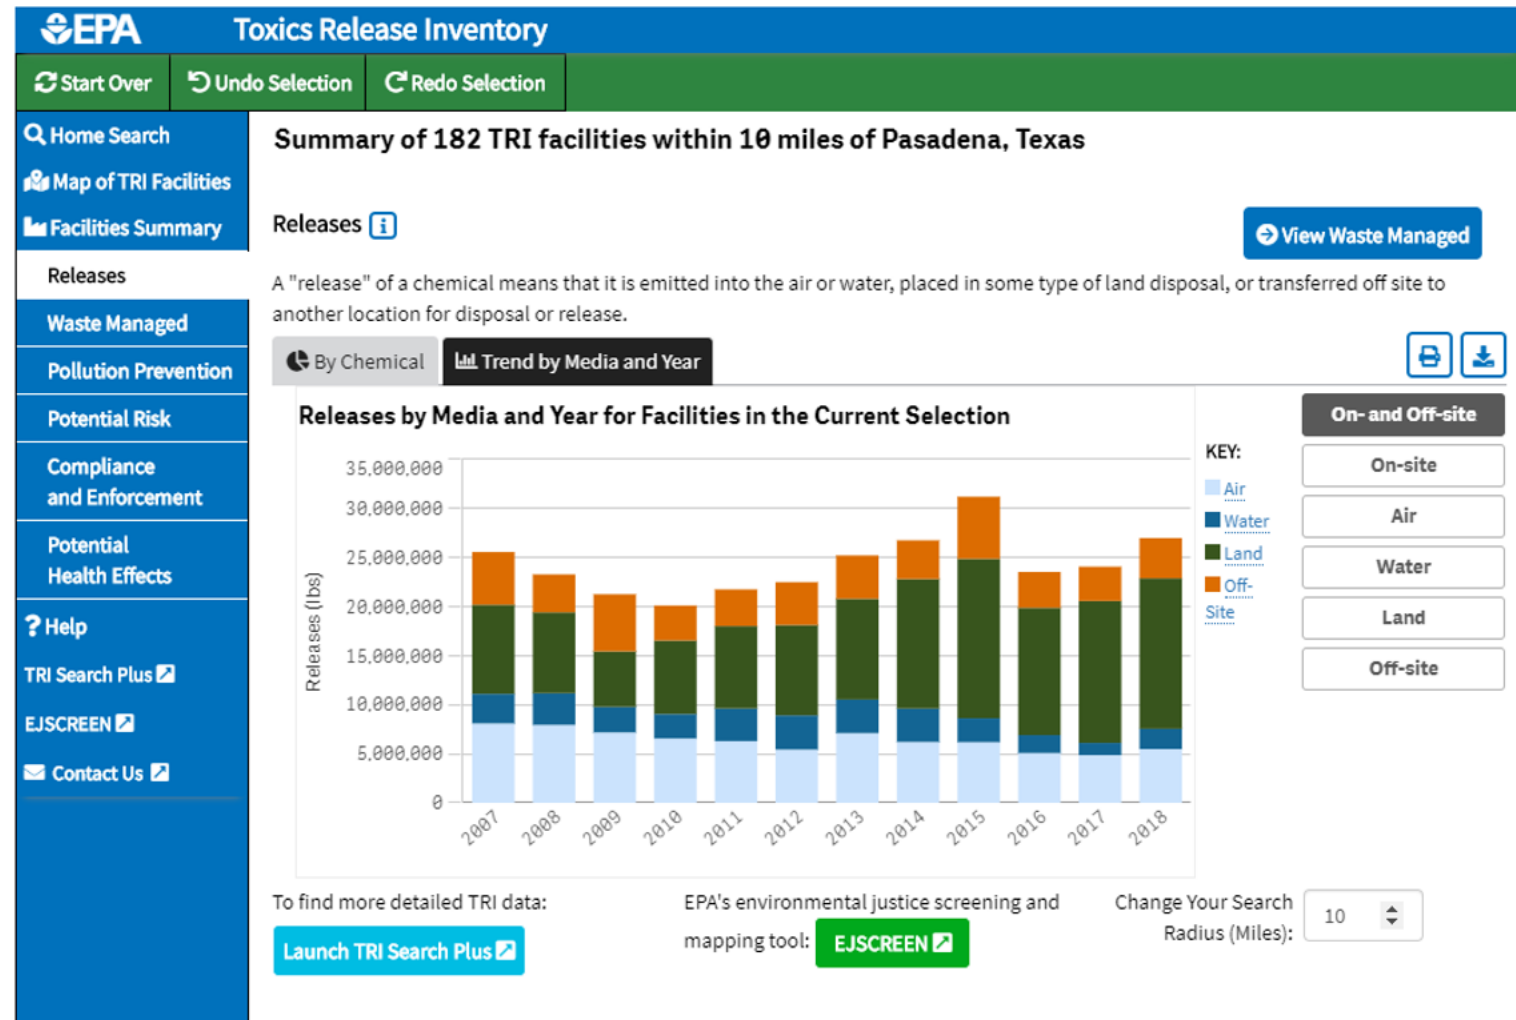 EPA
Toxics Release Inventory
Start Over
Undo Selection
Redo Selection
Home Search
Map of TRI Facilities
Facilities Summary
Releases
Waste Managed
Pollution Prevention
Potential Risk
Compliance
and Enforcement
Potential
Health Effects
? Help
TRI Search Plus
EJSCREEN
Contact Us
Summary of 182 TRI facilities within 10 miles of Pasadena, Texas
Releases i
View Waste Managed
A "release" of a chemical means that it is emitted into the air or water, placed in some type of land disposal, or transferred off site to
another location for disposal or release.
By Chemical
Trend by Media and Year
Releases by Media and Year for Facilities in the Current Selection
Releases (lbs)
35,000,000
30,000,000
25,000,000
20,000,000
15,000,000
10,000,000
5,000,000
0
2007
2008
2009
2010
2011
2012
2013
2014
2015
2016
2017
2018
KEY:
Air
Water
Land
Off-
Site
On- and Off-site
On-site
Air
Water
Land
Off-site
To find more detailed TRI data:
Launch TRI Search Plus
EPA's environmental justice screening and
mapping tool: EJSCREEN
Change Your Search
Radius (Miles):
10